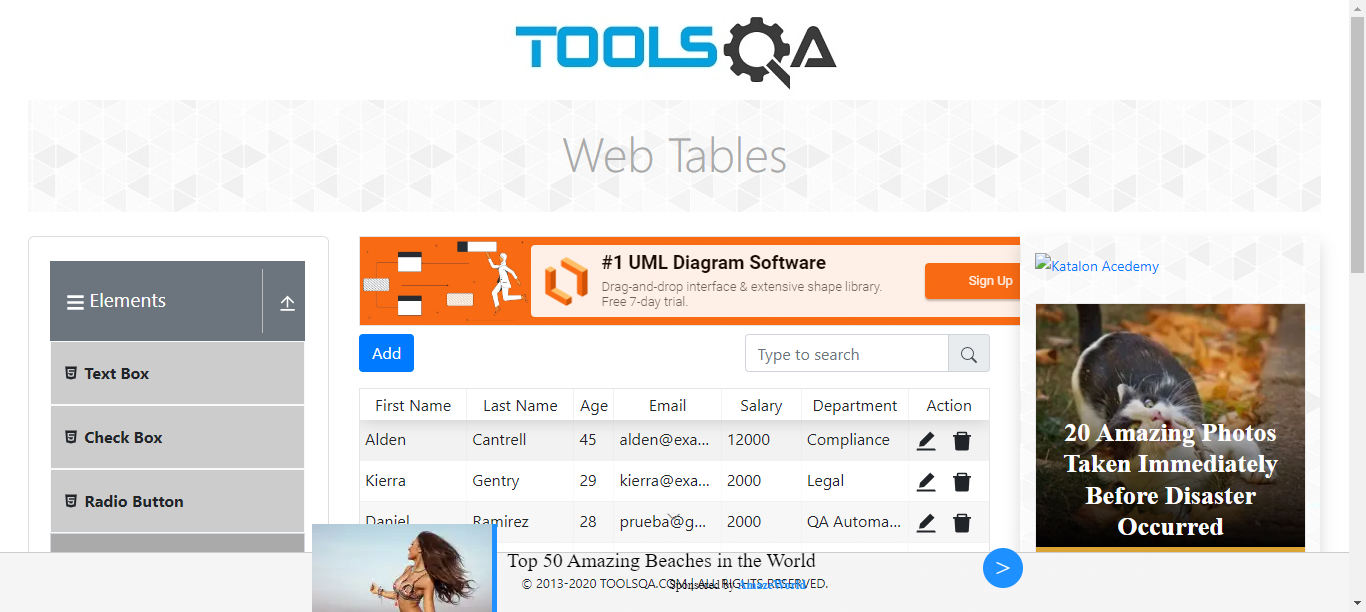 TOOLSQA
Web Tables
Elements
Text Box
Check Box
Radio Button
#1 UML Diagram Software
Drag-and-drop interface & extensive shape library.
Free 7-day trial.
Sign Up
Add
Type to search
First Name Last Name Age Email Salary Department Action
Alden Cantrell 45 alden@exa... 12000 Compliance
Kierra Gentry 29 kierra@exa... 2000 Legal
Daniel Ramirez 28 prueba@g... 2000 QA Automa...
Katalon Acedemy
20 Amazing Photos
Taken Immediately
Before Disaster
Occurred
Top 50 Amazing Beaches in the World
>
© 2013-2020 TOOLSQA.COM | ALL RIGHTS RESERVED.
Sponsored by